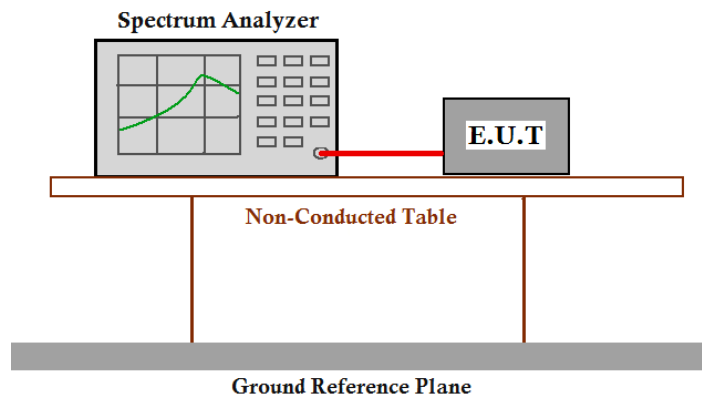 Spectrum Analyzer
E.U.T
Non-Conducted Table
Ground Reference Plane